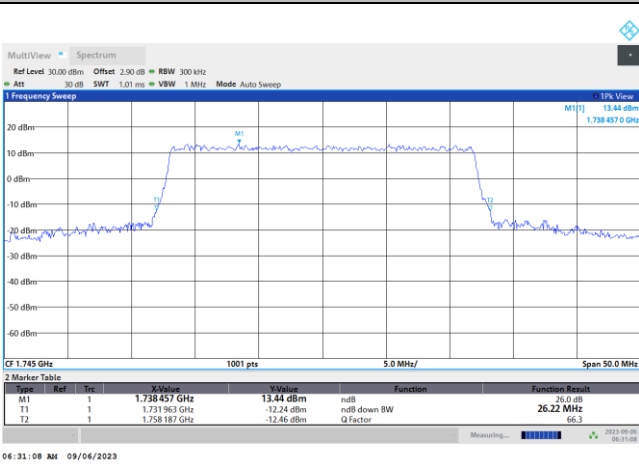 MultiView Spectrum
Ref Level 30.00 dBm Offset 2.90 dB RBW 300 kHz
Att 30 dB SWT 1.01 ms VBW 1 MHz Mode Auto Sweep
1 Frequency Sweep 1Pk View
M1[1] 13.44 dBm
1.738 457 0 GHz
20 dBm
M1
10 dBm
0 dBm
-10 dBm
T1
T2
-20 dBm
-30 dBm
-40 dBm
-50 dBm
-60 dBm
CF 1.745 GHz 1001 pts 5.0 MHz/ Span 50.0 MHz
2 Marker Table
Type Ref Trc X-Value Y-Value Function Function Result
M1 1 1.738 457 GHz 13.44 dBm ndB 26.0 dB
T1 1 1.731 963 GHz -12.24 dBm ndB down BW 26.22 MHz
T2 1 1.758 187 GHz -12.46 dBm Q Factor 66.3
Measuring... 2023-09-06
06:31:08
06:31:08 AM 09/06/2023